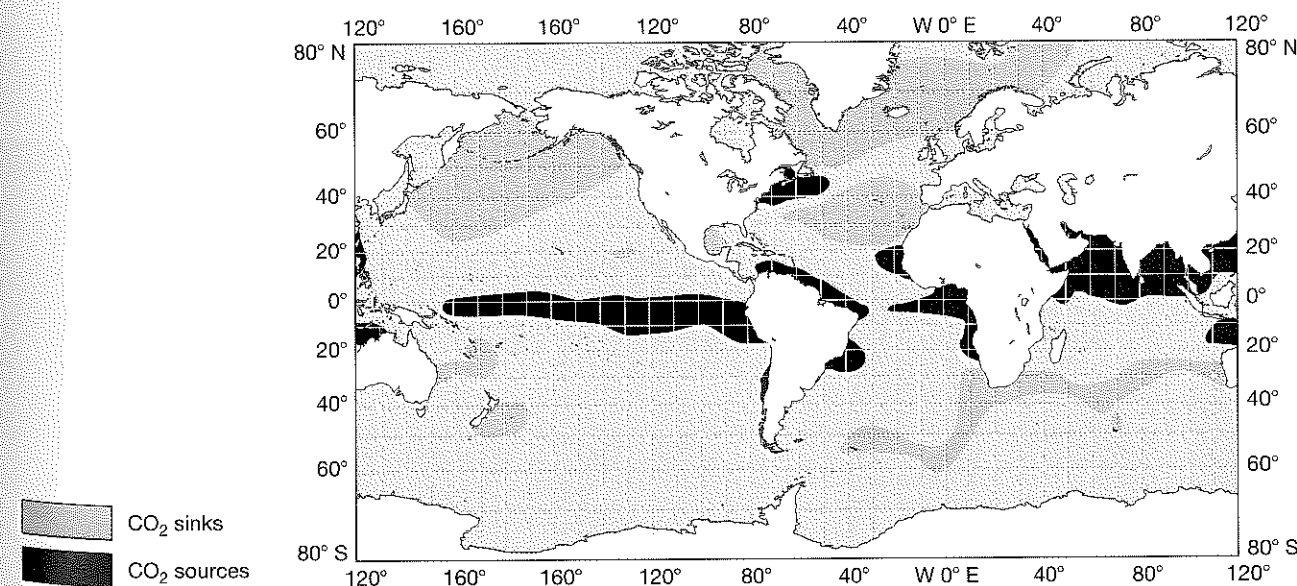 120° 160° 160° 120° 80° 40° W 0° E 40° 80° 120°
80° N 80° N
60° 60°
40° 40°
20° 20°
0° 0°
20° 20°
40° 40°
60° 60°
80° S 80° S
120° 160° 160° 120° 80° 40° W 0° E 40° 80° 120°
CO₂ sinks
CO₂ sources